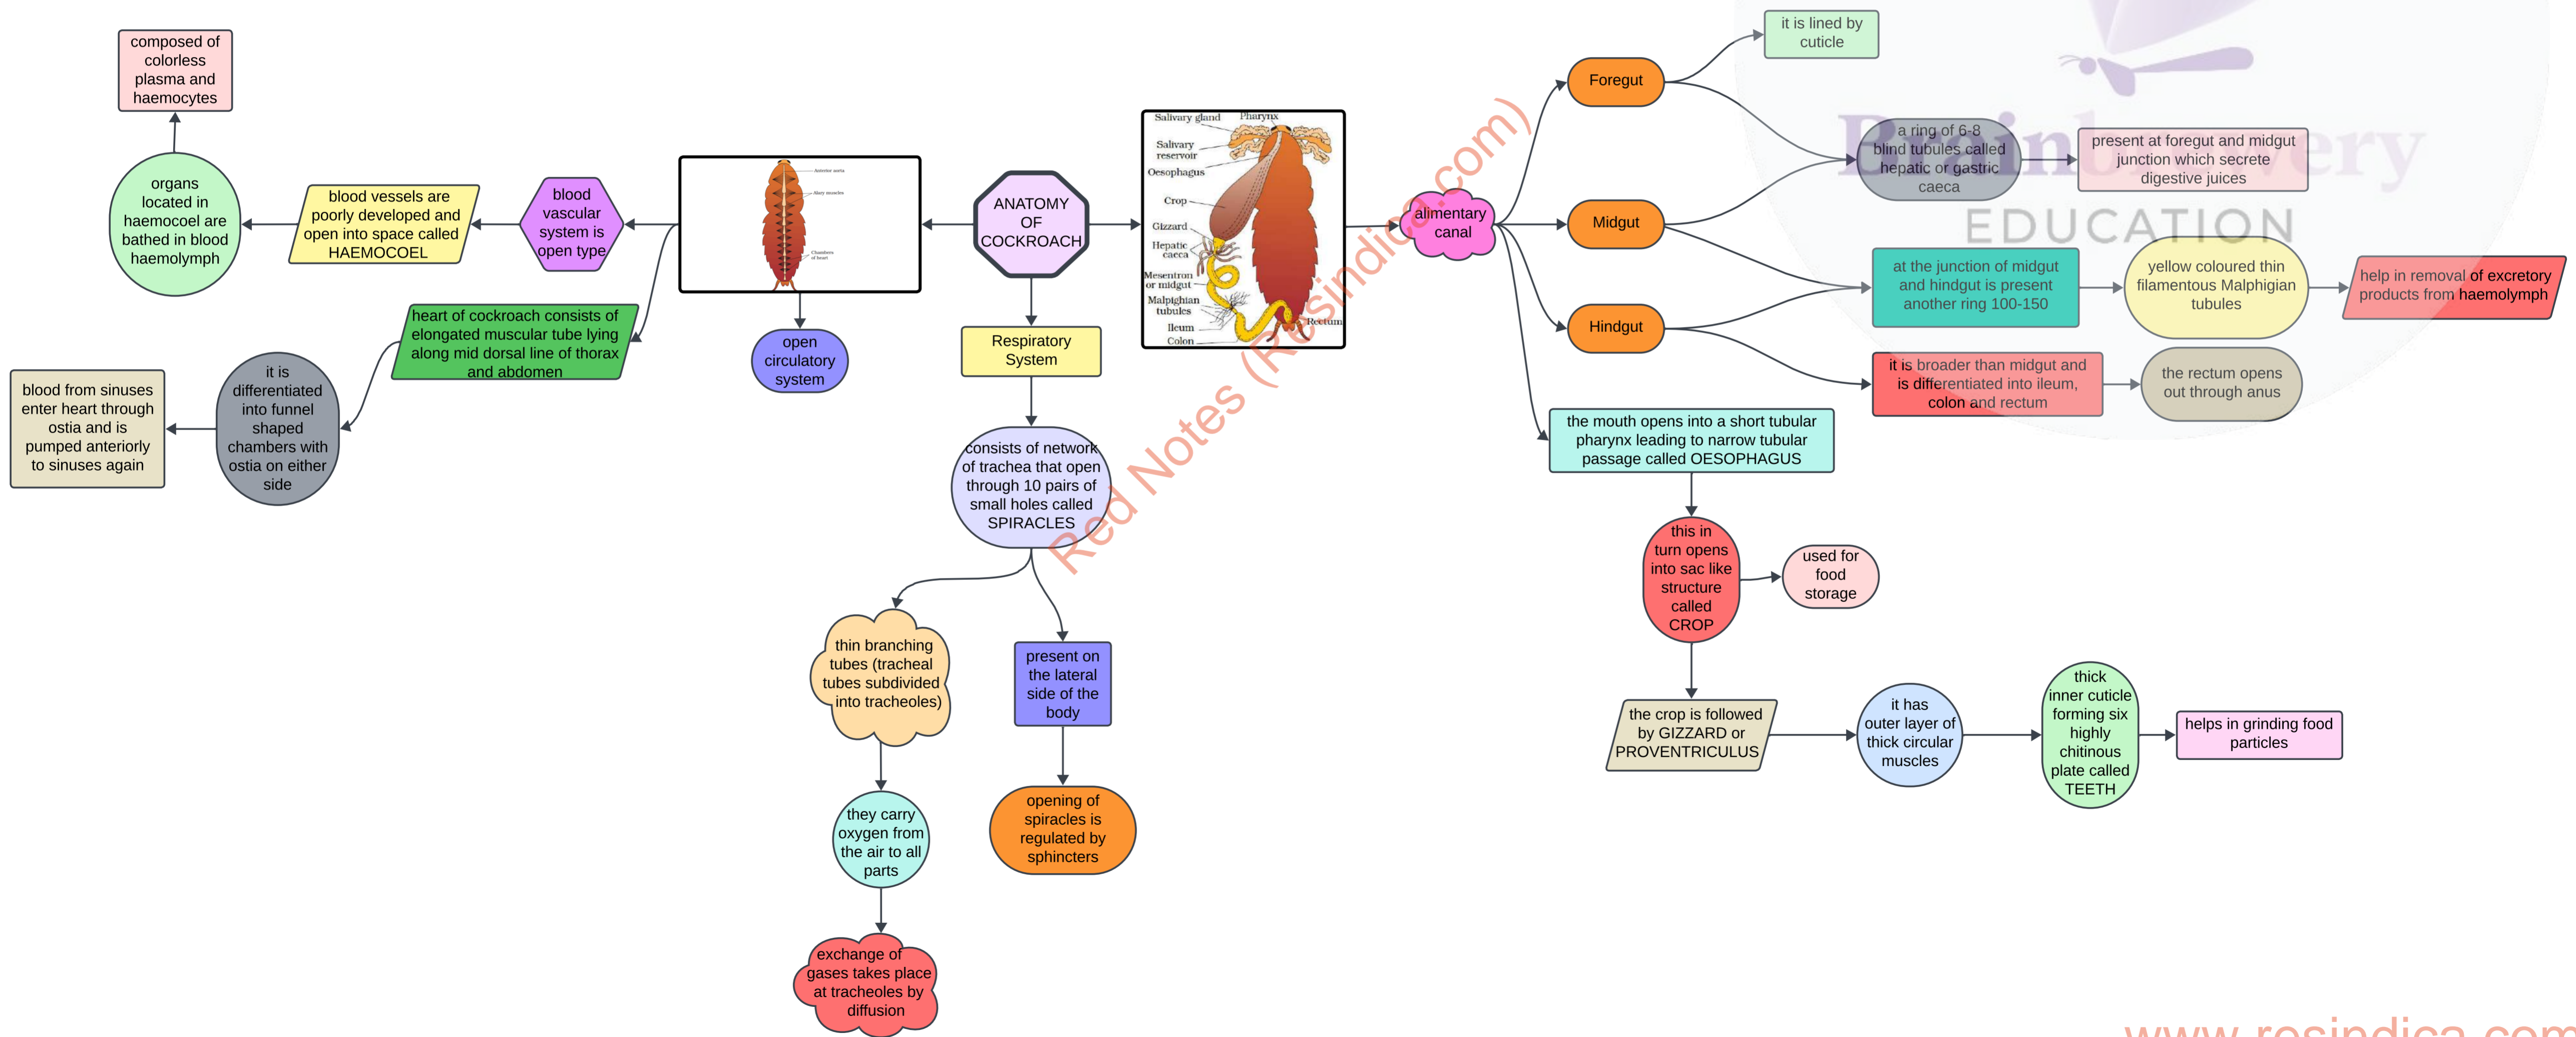 composed of
colorless
plasma and
haemocytes
organs
located in
haemocoel are
bathed in blood
haemolymph
blood vessels are
poorly developed and
open into space called
HAEMOCOEL
blood
vascular
system is
open type
heart of cockroach consists of
elongated muscular tube lying
along mid dorsal line of thorax
and abdomen
it is
differentiated
into funnel
shaped
chambers with
ostia on either
side
blood from sinuses
enter heart through
ostia and is
pumped anteriorly
to sinuses again
Anterior aorta
Alary muscles
Chambers
of heart
open
circulatory
system
ANATOMY
OF
COCKROACH
Respiratory
System
consists of network
of trachea that open
through 10 pairs of
small holes called
SPIRACLES
thin branching
tubes (tracheal
tubes subdivided
into tracheoles)
they carry
oxygen from
the air to all
parts
exchange of
gases takes place
at tracheoles by
diffusion
present on
the lateral
side of the
body
opening of
spiracles is
regulated by
sphincters
Salivary gland
Pharynx
Salivary
reservoir
Oesophagus
Crop
Gizzard
Hepatic
caeca
Mesentron
or midgut
Malpightian
tubules
Ileum
Colon
Rectum
alimentary
canal
Foregut
it is lined by
cuticle
a ring of 6-8
blind tubules called
hepatic or gastric
caeca
present at foregut and midgut
junction which secrete
digestive juices
Midgut
at the junction of midgut
and hindgut is present
another ring 100-150
yellow coloured thin
filamentous Malphigian
tubules
help in removal of excretory
products from haemolymph
Hindgut
it is broader than midgut and
is differentiated into ileum,
colon and rectum
the rectum opens
out through anus
the mouth opens into a short tubular
pharynx leading to narrow tubular
passage called OESOPHAGUS
this in
turn opens
into sac like
structure
called
CROP
used for
food
storage
the crop is followed
by GIZZARD or
PROVENTRICULUS
it has
outer layer of
thick circular
muscles
thick
inner cuticle
forming six
highly
chitinous
plate called
TEETH
helps in grinding food
particles
Red Notes (Resindica.com)
Brainbrewery
EDUCATION
www.resindica.com